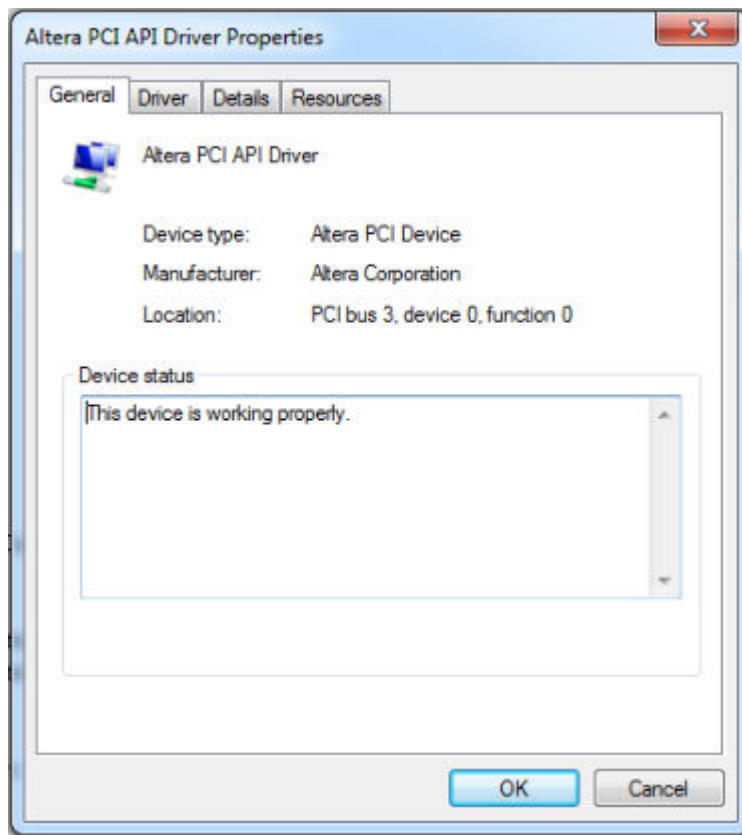 Altera PCI API Driver Properties
General Driver Details Resources
Altera PCI API Driver
Device type: Altera PCI Device
Manufacturer: Altera Corporation
Location: PCI bus 3, device 0, function 0
Device status
This device is working properly.
OK Cancel